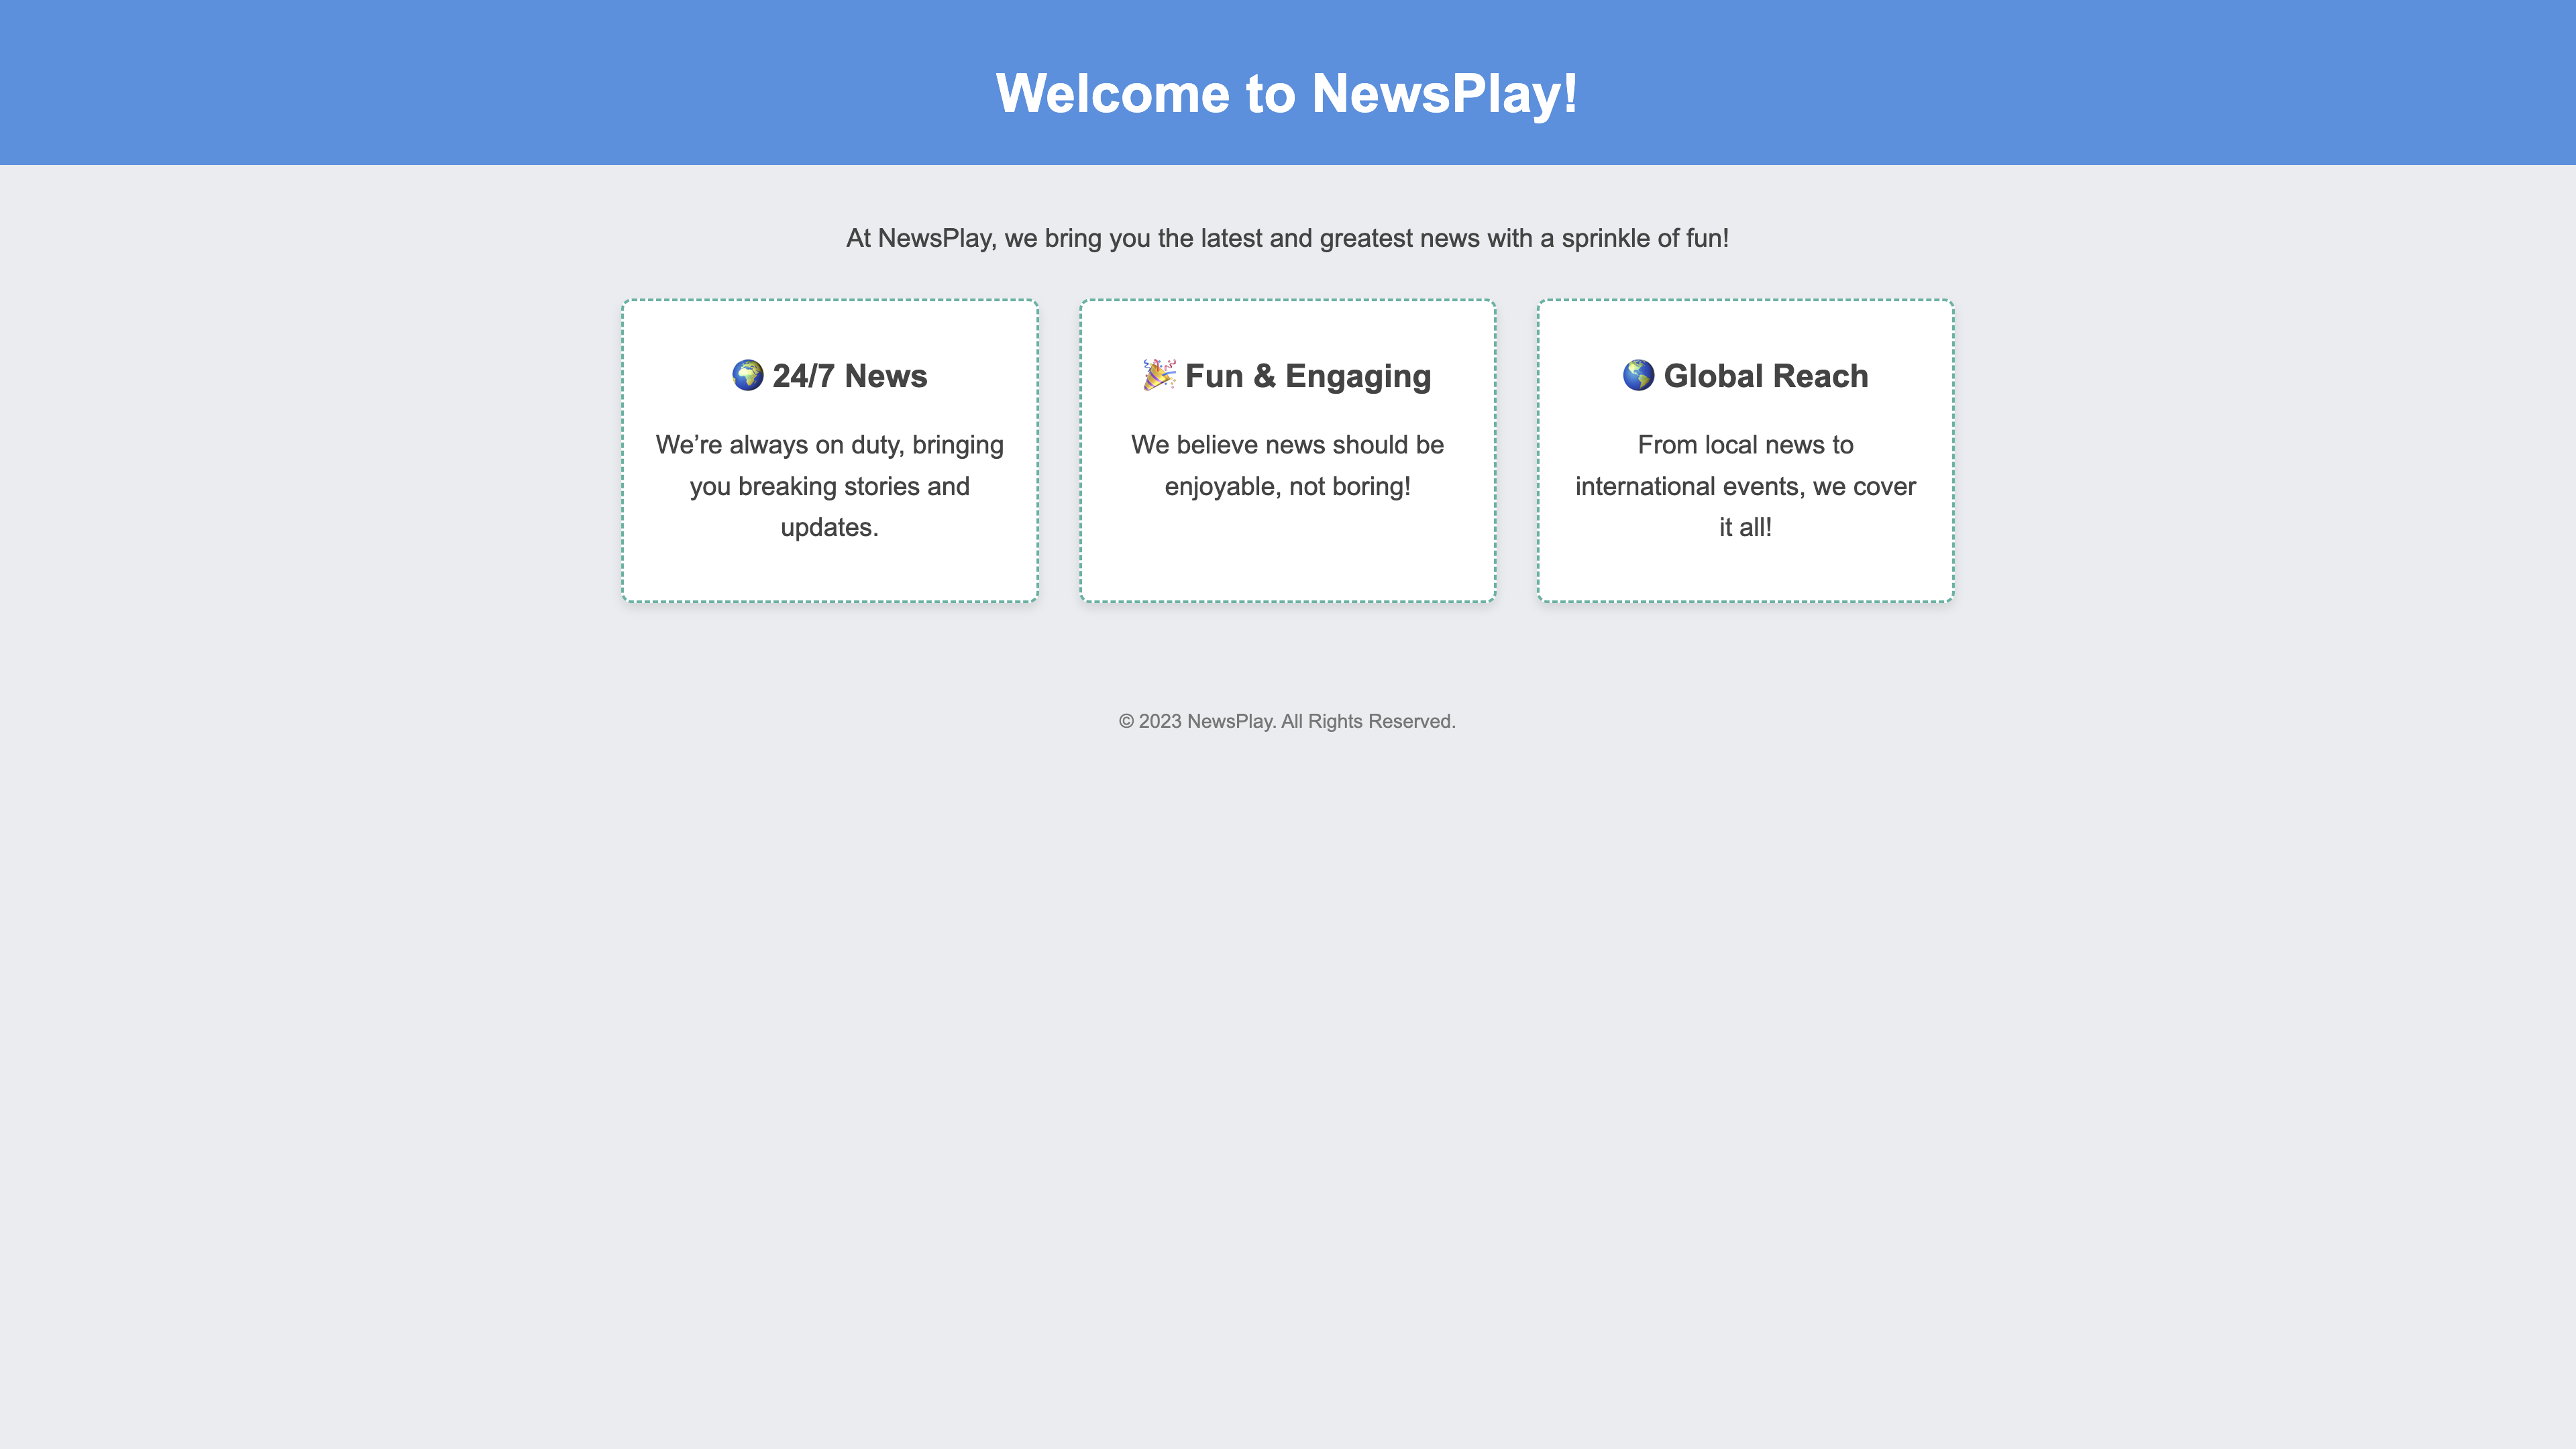 Welcome to NewsPlay!
At NewsPlay, we bring you the latest and greatest news with a sprinkle of fun!
🌍 24/7 News
We’re always on duty, bringing
you breaking stories and
updates.
🎉 Fun & Engaging
We believe news should be
enjoyable, not boring!
🌎 Global Reach
From local news to
international events, we cover
it all!
© 2023 NewsPlay. All Rights Reserved.